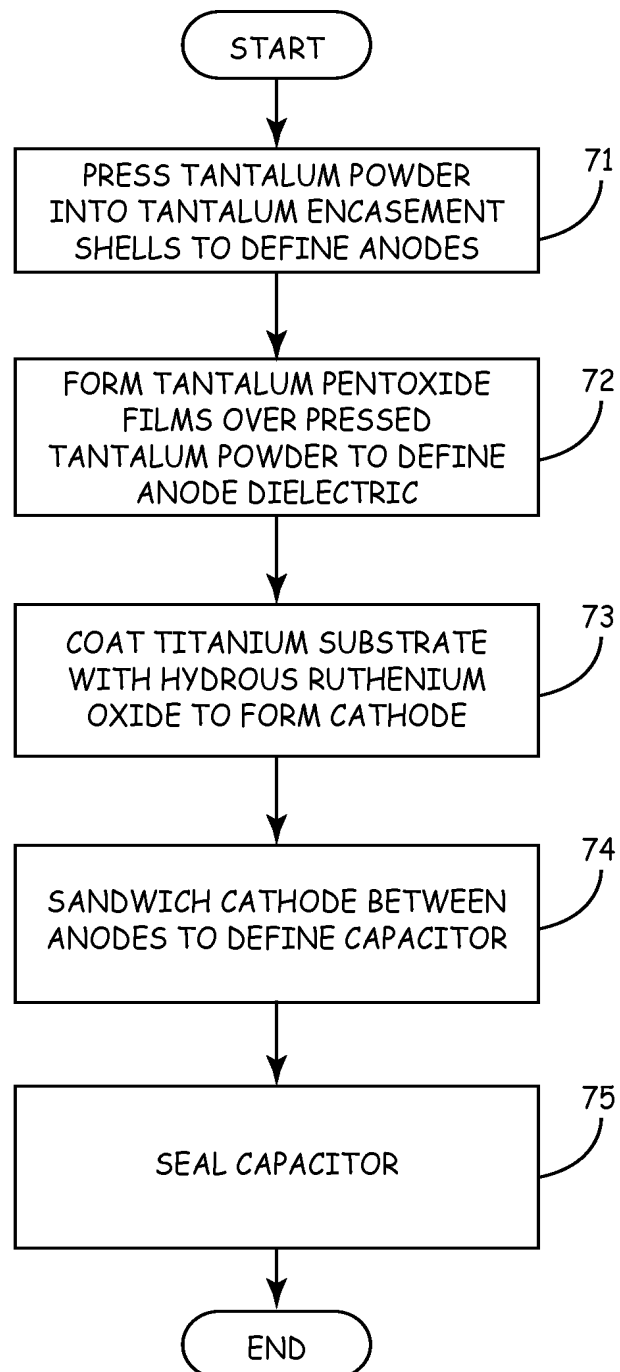 START
71
PRESS TANTALUM POWDER
INTO TANTALUM ENCASEMENT
SHELLS TO DEFINE ANODES
72
FORM TANTALUM PENTOXIDE
FILMS OVER PRESSED
TANTALUM POWDER TO DEFINE
ANODE DIELECTRIC
73
COAT TITANIUM SUBSTRATE
WITH HYDROUS RUTHENIUM
OXIDE TO FORM CATHODE
74
SANDWICH CATHODE BETWEEN
ANODES TO DEFINE CAPACITOR
75
SEAL CAPACITOR
END